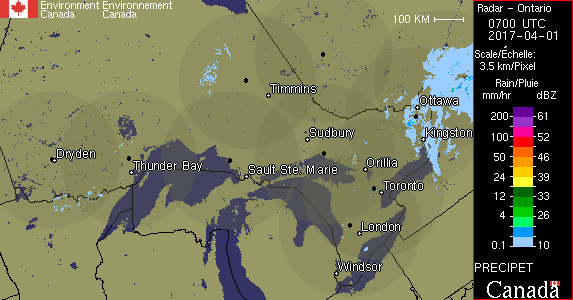 Environment Environnement
Canada Canada
100 KM
Timmins
Ottawa
Sudbury
Kingston
Dryden
Thunder Bay
Sault Ste. Marie
Orillia
Toronto
London
Windsor
Radar - Ontario
0700 UTC
2017-04-01
Scale/Échelle:
3.5 km/Pixel
Rain/Pluie
mm/hr dBZ
200 61
100 52
50 46
24 39
12 33
4 26
0.1 10
PRECIPET
Canada